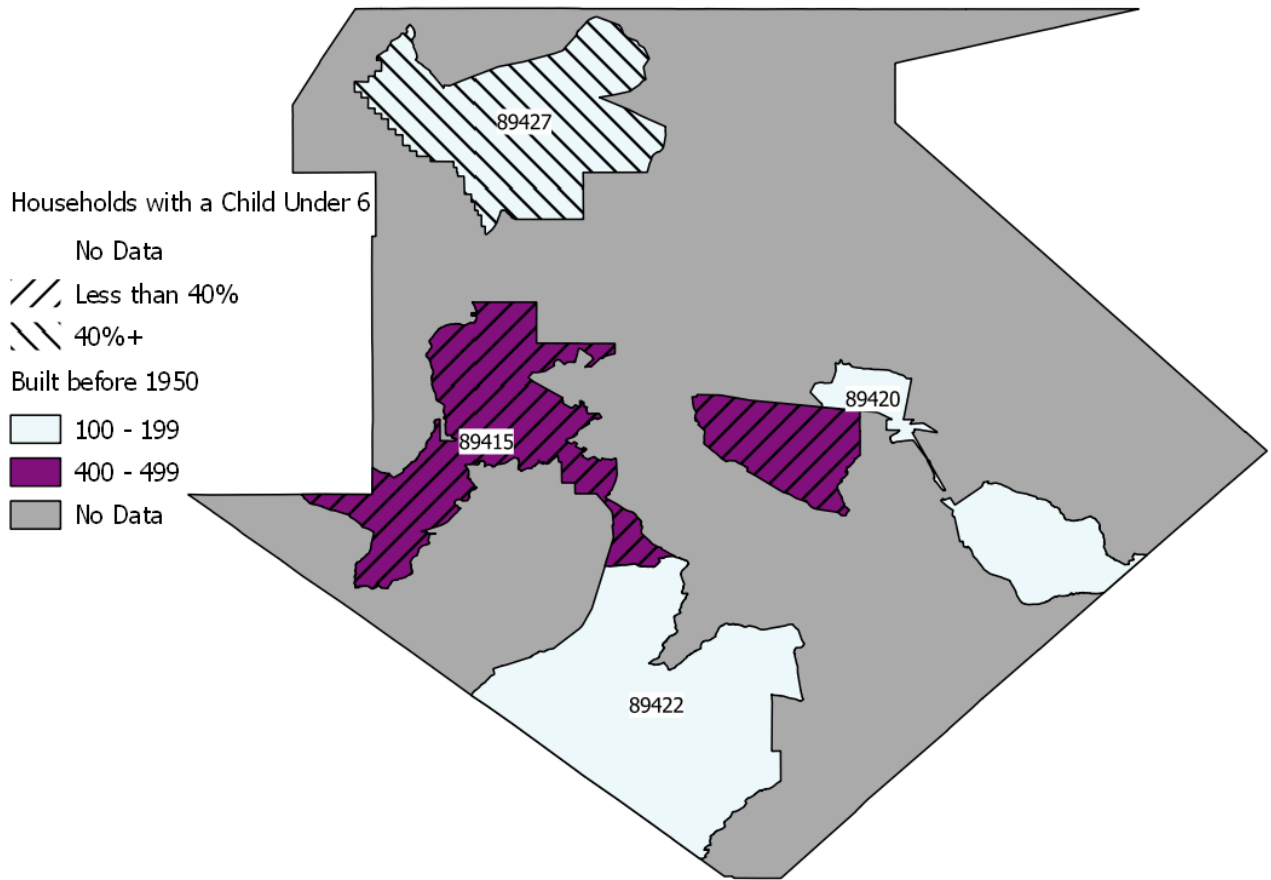 89427
Households with a Child Under 6
No Data
Less than 40%
40%+
Built before 1950
100 - 199
400 - 499
No Data
89420
89415
89422